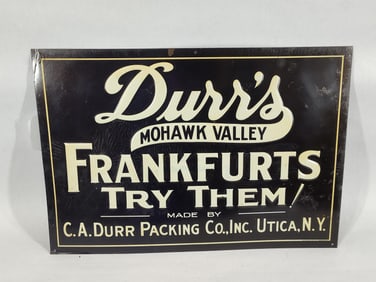 Durr's
MOHAWK VALLEY
FRANKFURTS
TRY THEM!
MADE BY
C.A. DURR PACKING CO., INC. UTICA, N.Y.